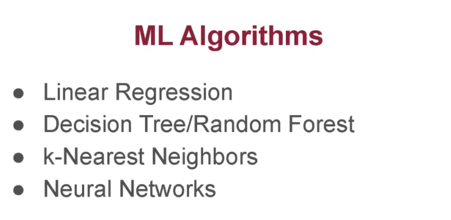 ML Algorithms
● Linear Regression
● Decision Tree/Random Forest
● k-Nearest Neighbors
● Neural Networks